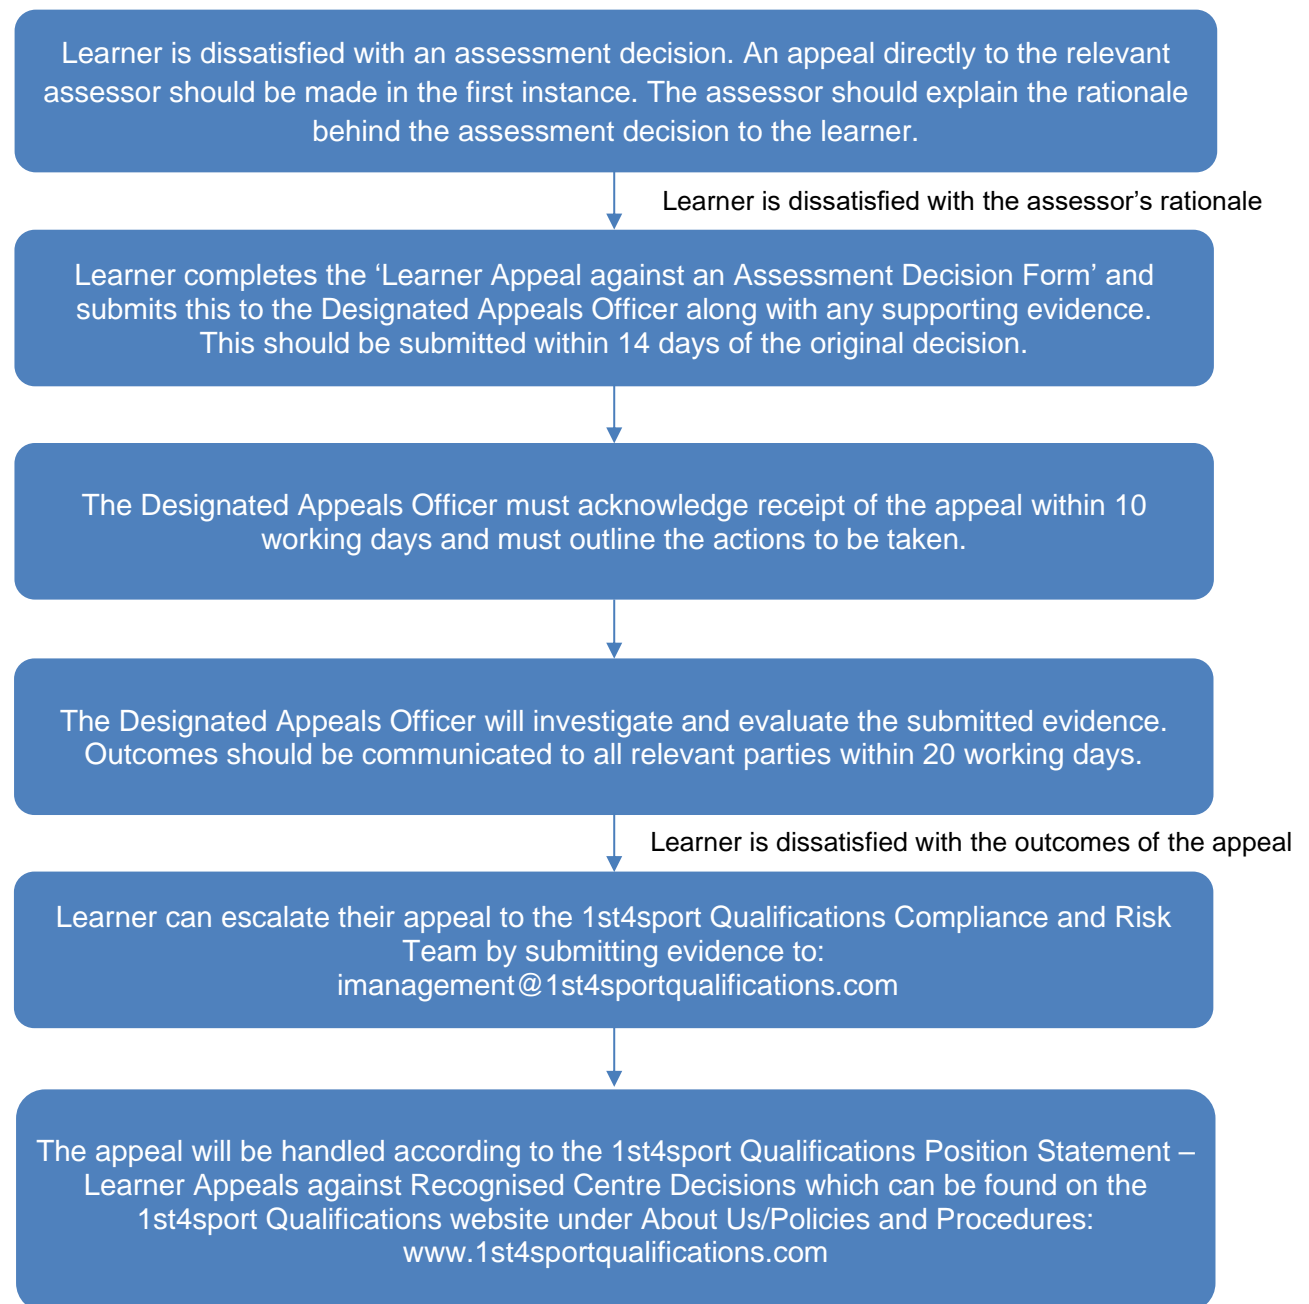 Learner is dissatisfied with an assessment decision. An appeal directly to the relevant
assessor should be made in the first instance. The assessor should explain the rationale
behind the assessment decision to the learner.
Learner is dissatisfied with the assessor’s rationale
Learner completes the ‘Learner Appeal against an Assessment Decision Form’ and
submits this to the Designated Appeals Officer along with any supporting evidence.
This should be submitted within 14 days of the original decision.
The Designated Appeals Officer must acknowledge receipt of the appeal within 10
working days and must outline the actions to be taken.
The Designated Appeals Officer will investigate and evaluate the submitted evidence.
Outcomes should be communicated to all relevant parties within 20 working days.
Learner is dissatisfied with the outcomes of the appeal
Learner can escalate their appeal to the 1st4sport Qualifications Compliance and Risk
Team by submitting evidence to:
imanagement@1st4sportqualifications.com
The appeal will be handled according to the 1st4sport Qualifications Position Statement –
Learner Appeals against Recognised Centre Decisions which can be found on the
1st4sport Qualifications website under About Us/Policies and Procedures:
www.1st4sportqualifications.com